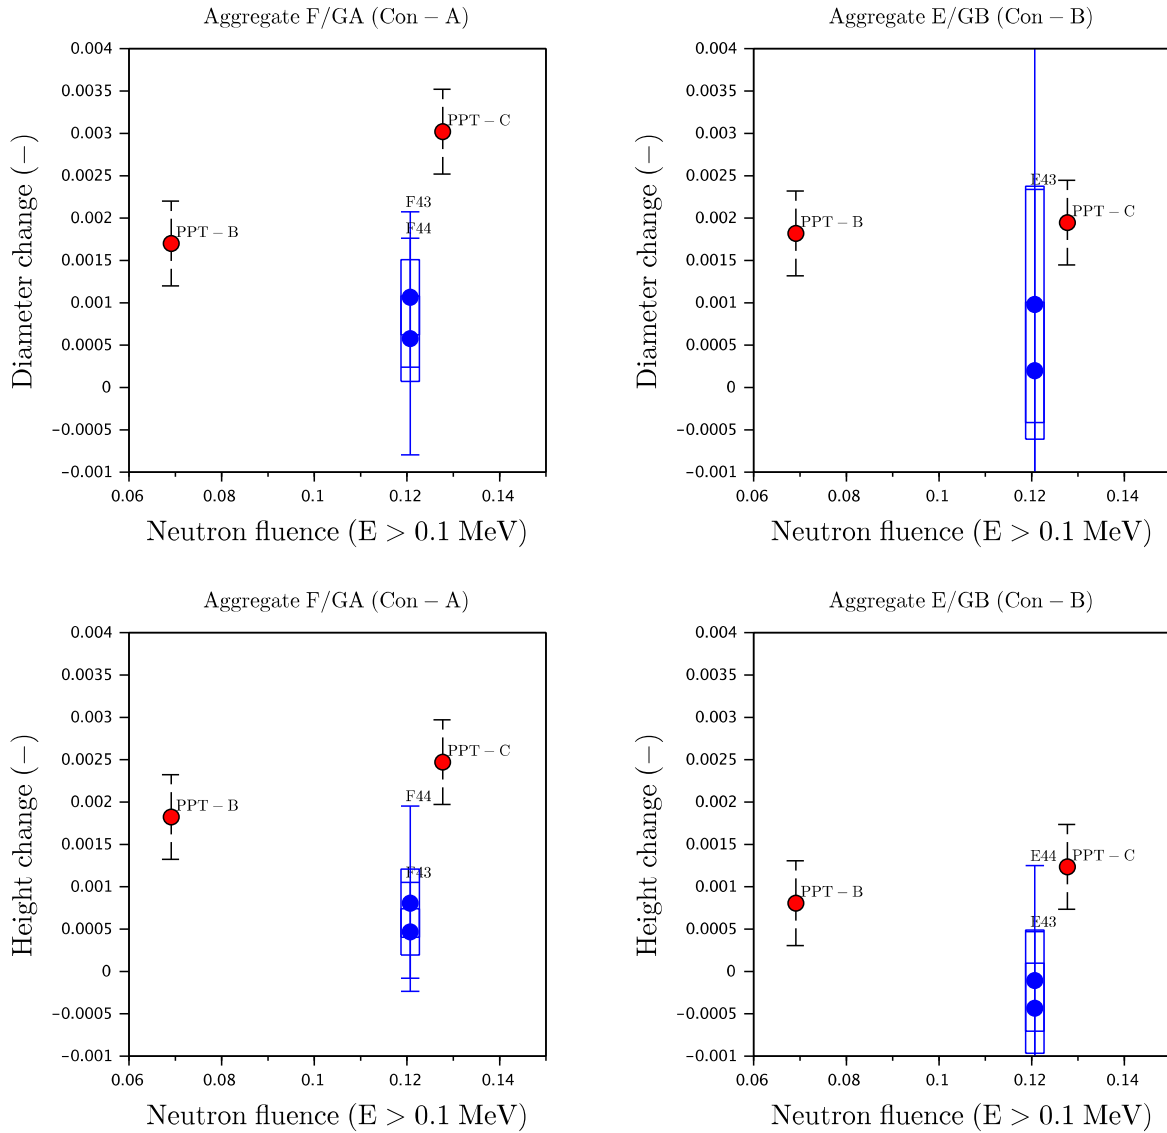 Aggregate F/GA (Con − A)
Diameter change (−)
0.004
0.0035
0.003
0.0025
0.002
0.0015
0.001
0.0005
0
−0.0005
−0.001
PPT − C
F43
F44
PPT − B
0.06
0.08
0.1
0.12
0.14
Neutron fluence (E > 0.1 MeV)
Aggregate E/GB (Con − B)
Diameter change (−)
0.004
0.0035
0.003
0.0025
0.002
0.0015
0.001
0.0005
0
−0.0005
−0.001
E43
PPT − C
PPT − B
0.06
0.08
0.1
0.12
0.14
Neutron fluence (E > 0.1 MeV)
Aggregate F/GA (Con − A)
Height change (−)
0.004
0.0035
0.003
0.0025
0.002
0.0015
0.001
0.0005
0
−0.0005
−0.001
PPT − C
F44
PPT − B
F43
0.06
0.08
0.1
0.12
0.14
Neutron fluence (E > 0.1 MeV)
Aggregate E/GB (Con − B)
Height change (−)
0.004
0.0035
0.003
0.0025
0.002
0.0015
0.001
0.0005
0
−0.0005
−0.001
E44
PPT − C
PPT − B
E43
0.06
0.08
0.1
0.12
0.14
Neutron fluence (E > 0.1 MeV)